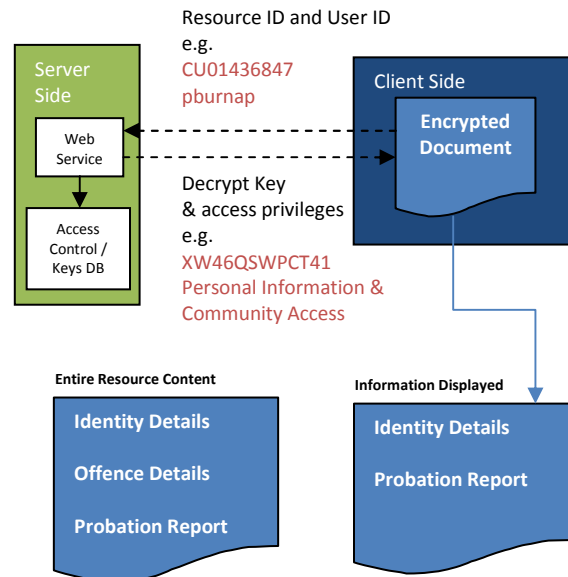 Resource ID and User ID
e.g.
CU01436847
pburnap
Server
Side
Web
Service
Access
Control /
Keys DB
Client Side
Encrypted
Document
Decrypt Key
& access privileges
e.g.
XW46QSWPCT41
Personal Information &
Community Access
Entire Resource Content
Identity Details
Offence Details
Probation Report
Information Displayed
Identity Details
Probation Report